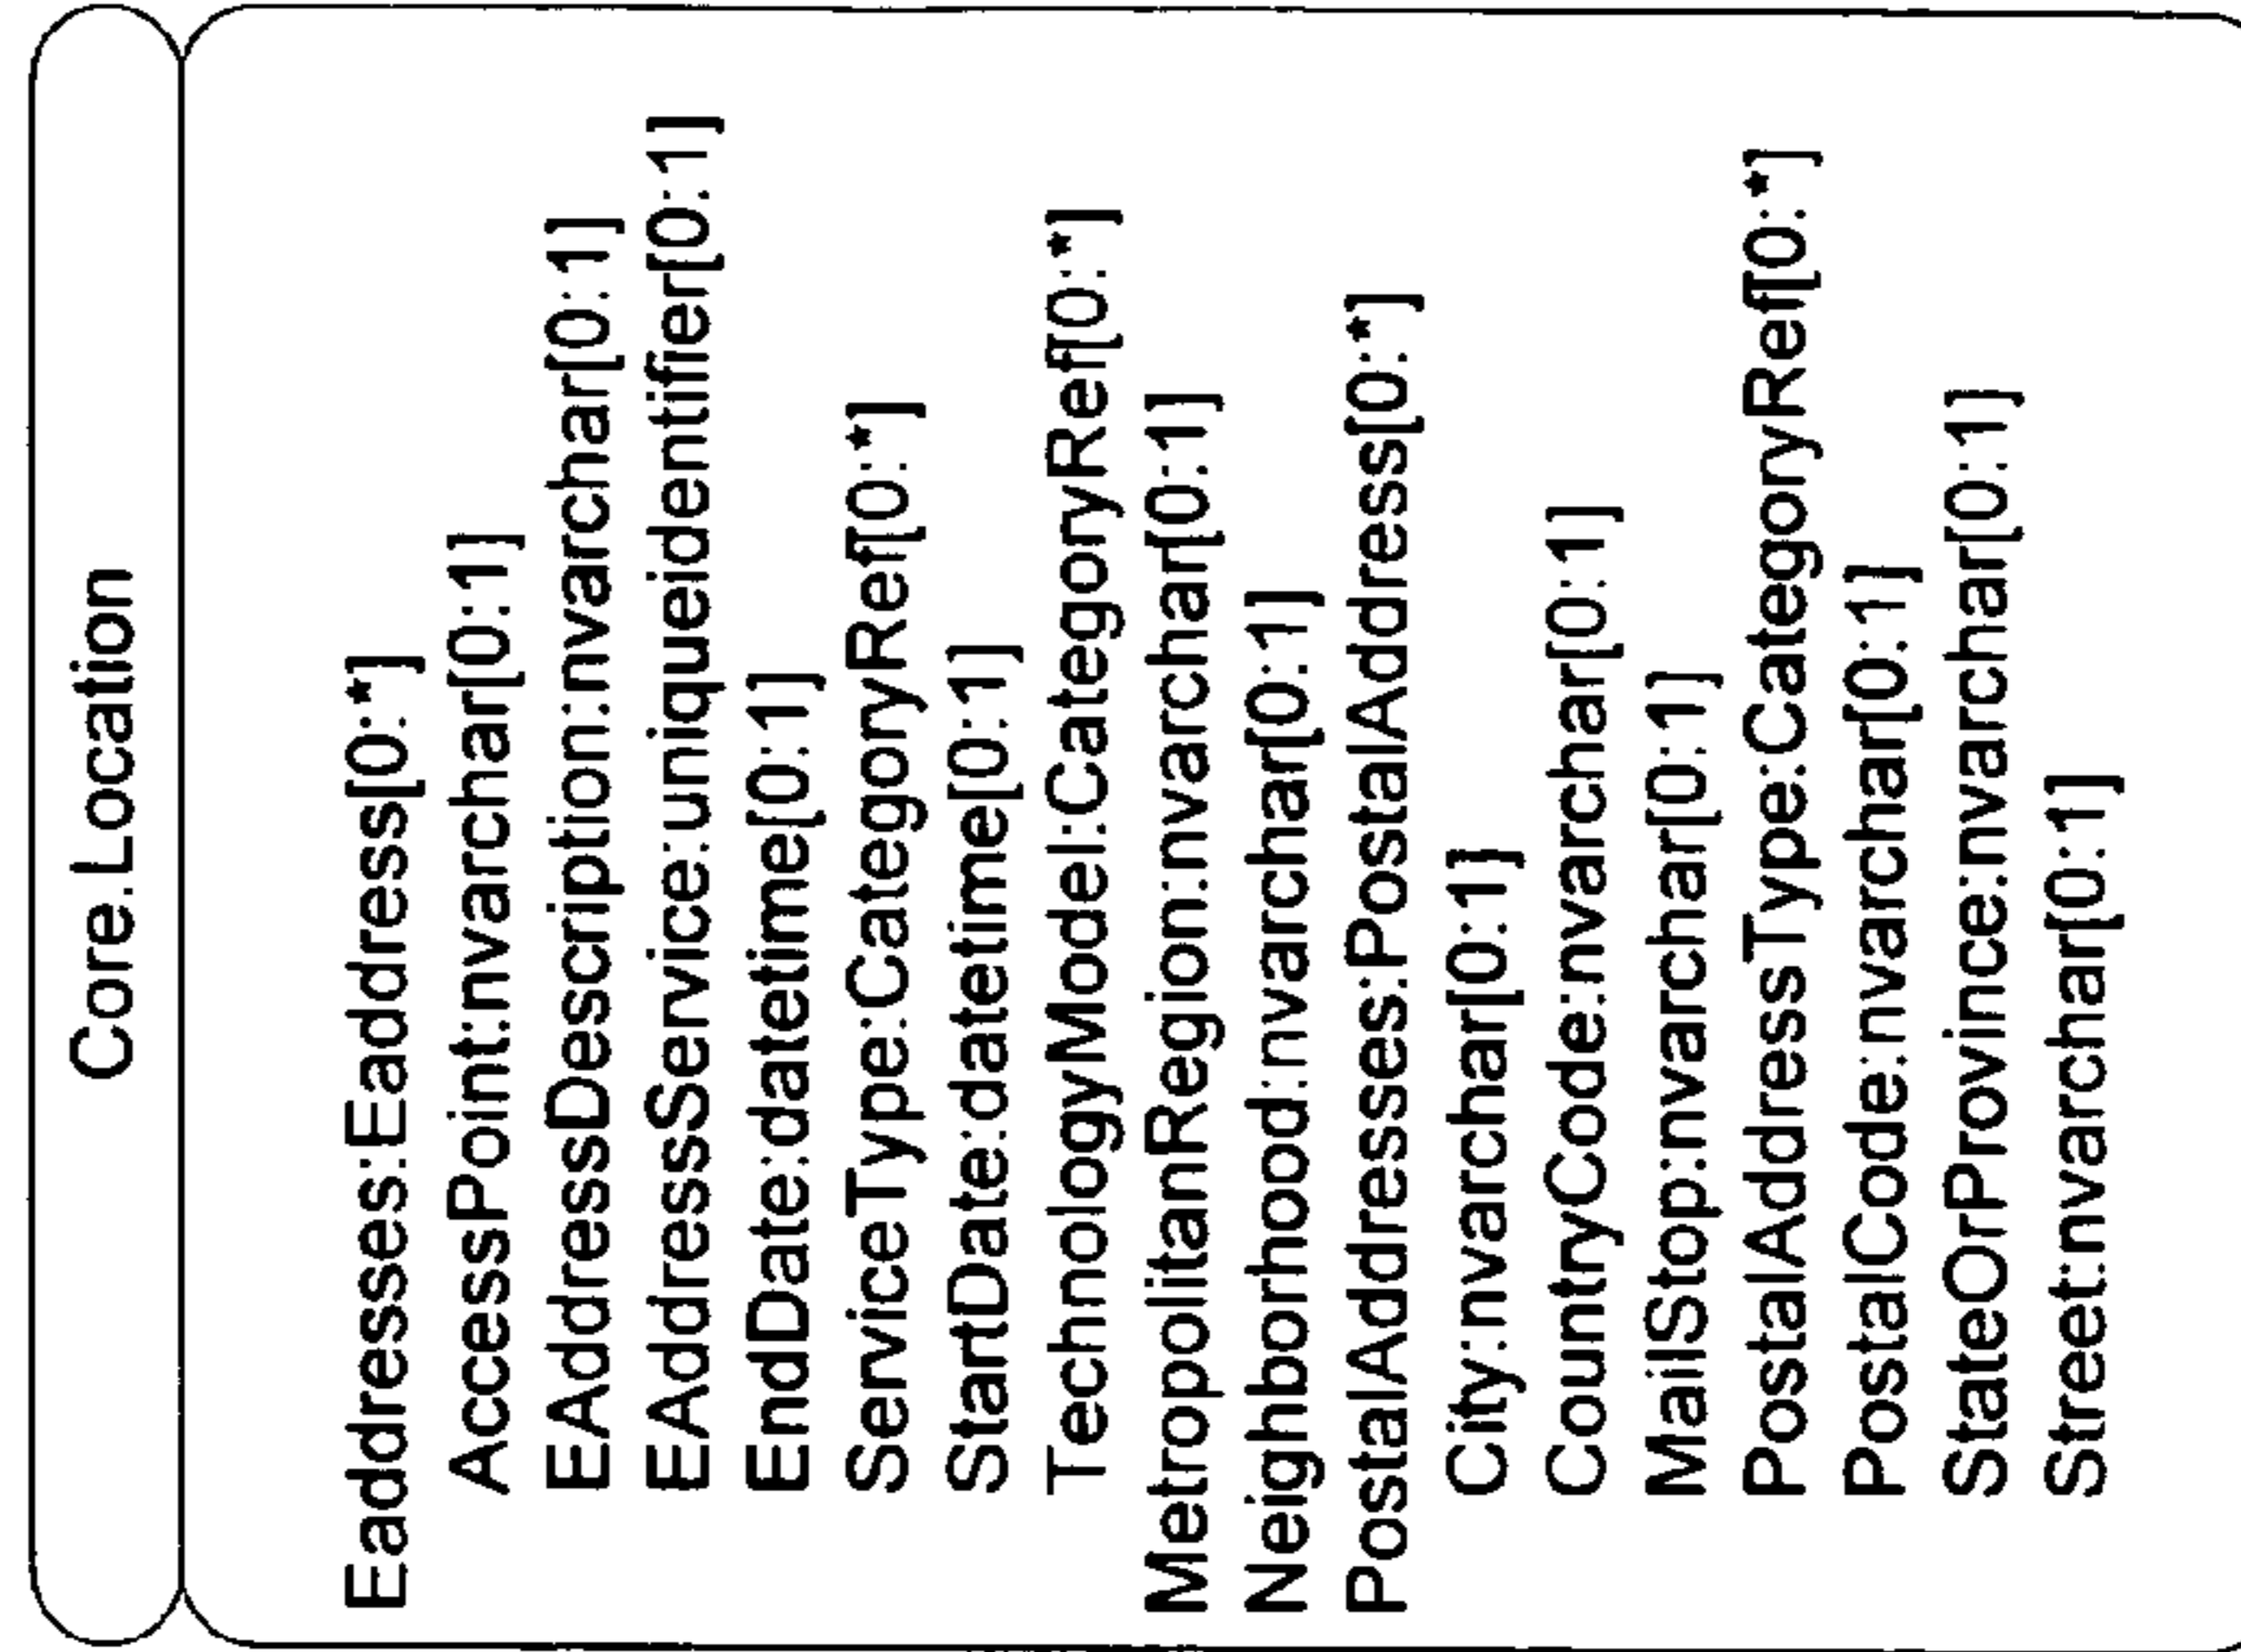 Core.Location
Eaddresses:Eaddress[0:*]
AccessPoint:nvarchar[0:1]
EAddressDescription:nvarchar[0:1]
EAddressService:uniqueidentifier[0:1]
EndDate:datetime[0:1]
ServiceType:CategoryRef[0:*]
StartDate:datetime[0:1]
TechnologyModel:CategoryRef[0:*]
MetropolitanRegion:nvarchar[0:1]
Neighborhood:nvarchar[0:1]
PostalAddresses:PostalAddress[0:*]
City:nvarchar[0:1]
CountryCode:nvarchar[0:1]
MailStop:nvarchar[0:1]
PostalAddressType:CategoryRef[0:*]
PostalCode:nvarchar[0:1]
StateOrProvince:nvarchar[0:1]
Street:nvarchar[0:1]